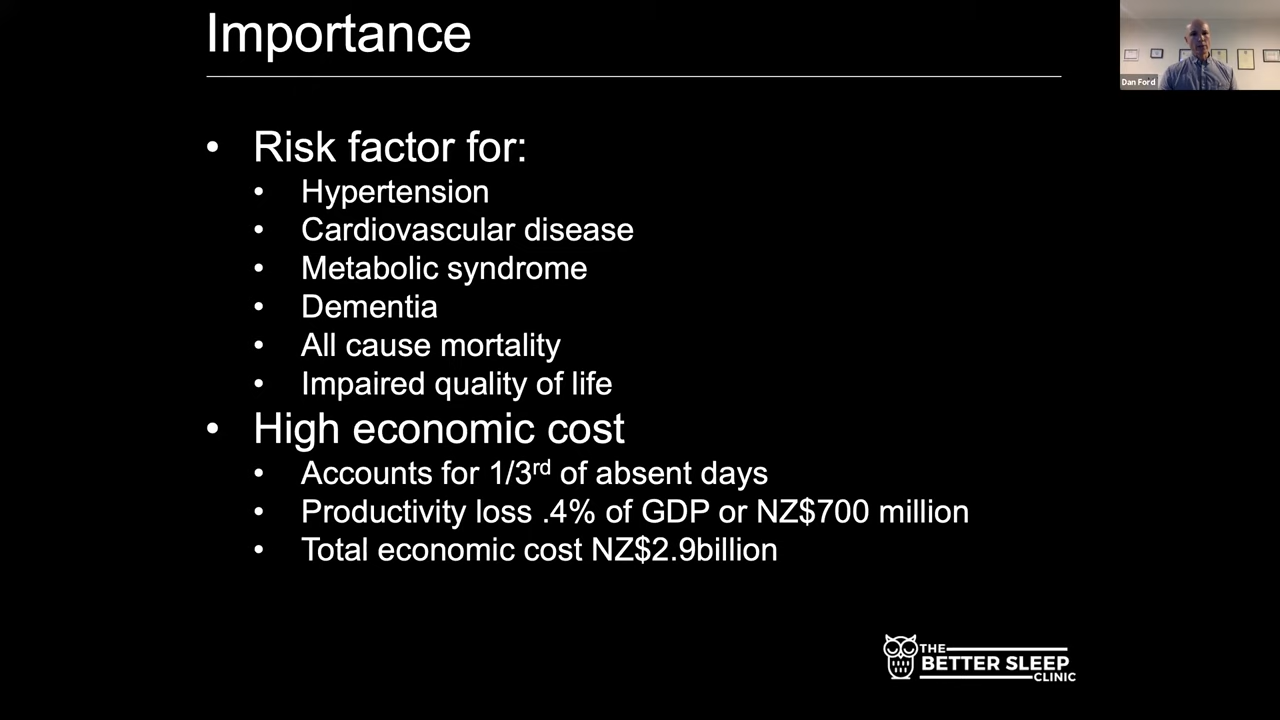 Importance
Dan Ford
• Risk factor for:
• Hypertension
• Cardiovascular disease
• Metabolic syndrome
• Dementia
• All cause mortality
• Impaired quality of life
• High economic cost
• Accounts for 1/3rd of absent days
• Productivity loss .4% of GDP or NZ$700 million
• Total economic cost NZ$2.9billion
THE
BETTER SLEEP
CLINIC